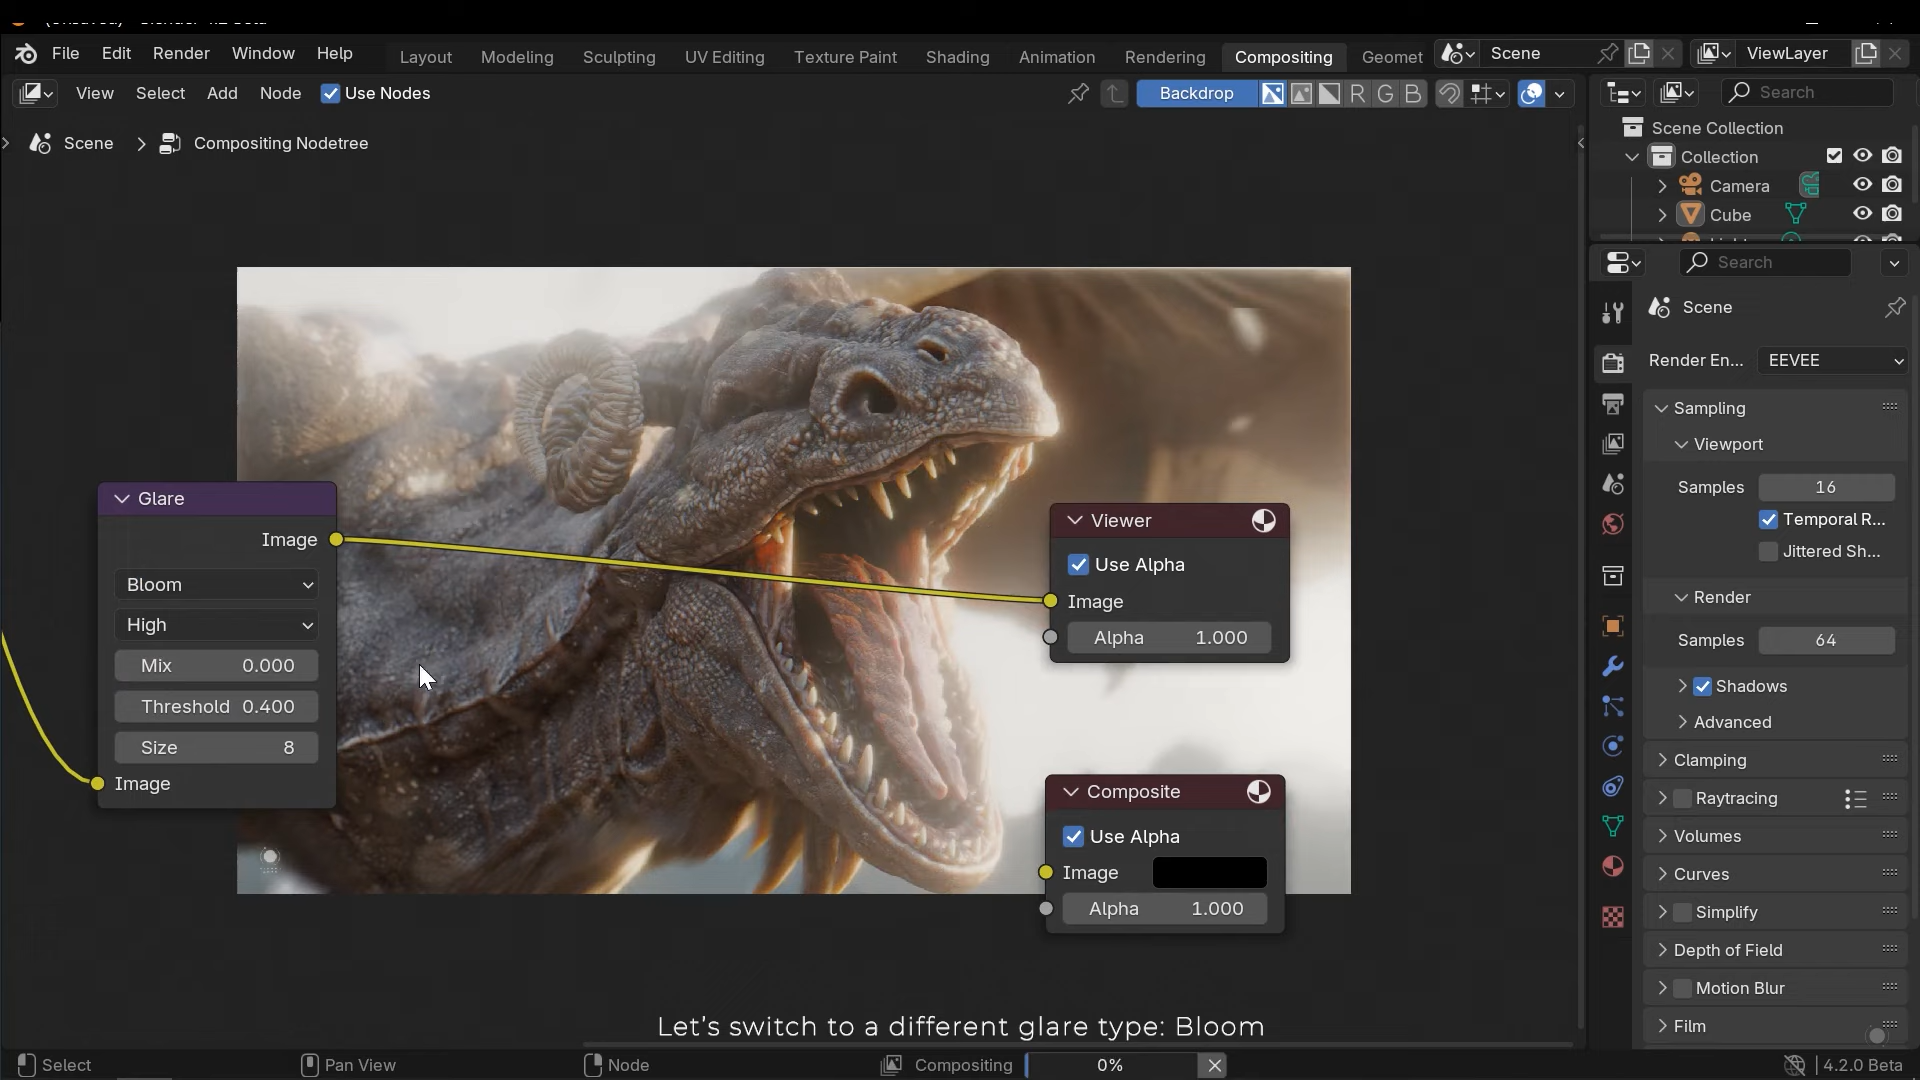 File Edit Render Window Help
Layout Modeling Sculpting UV Editing Texture Paint Shading Animation Rendering Compositing Geomet
Scene
ViewLayer
View Select Add Node Use Nodes
Backdrop R G B
Search
Scene > Compositing Nodetree
Scene Collection
Collection
Camera
Cube
Search
Scene
Render En... EEVEE
Sampling
Viewport
Samples 16
Temporal R...
Jittered Sh...
Render
Samples 64
Shadows
Advanced
Clamping
Raytracing
Volumes
Curves
Simplify
Depth of Field
Motion Blur
Film
Glare
Image
Bloom
High
Mix 0.000
Threshold 0.400
Size 8
Image
Viewer
Use Alpha
Image
Alpha 1.000
Composite
Use Alpha
Image
Alpha 1.000
Let's switch to a different glare type: Bloom
Select
Pan View
Node
Compositing 0%
4.2.0 Beta